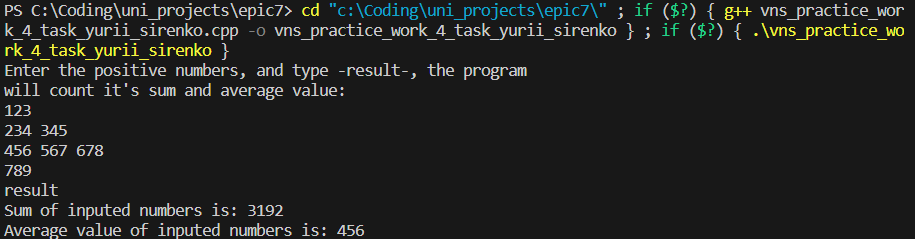 PS C:\Coding\uni_projects\epic7> cd "c:\Coding\uni_projects\epic7\" ; if ($?) { g++ vns_practice_wor
k_4_task_yurii_sirenko.cpp -o vns_practice_work_4_task_yurii_sirenko } ; if ($?) { .\vns_practice_wo
rk_4_task_yurii_sirenko }
Enter the positive numbers, and type -result-, the program
will count it's sum and average value:
123
234 345
456 567 678
789
result
Sum of inputed numbers is: 3192
Average value of inputed numbers is: 456